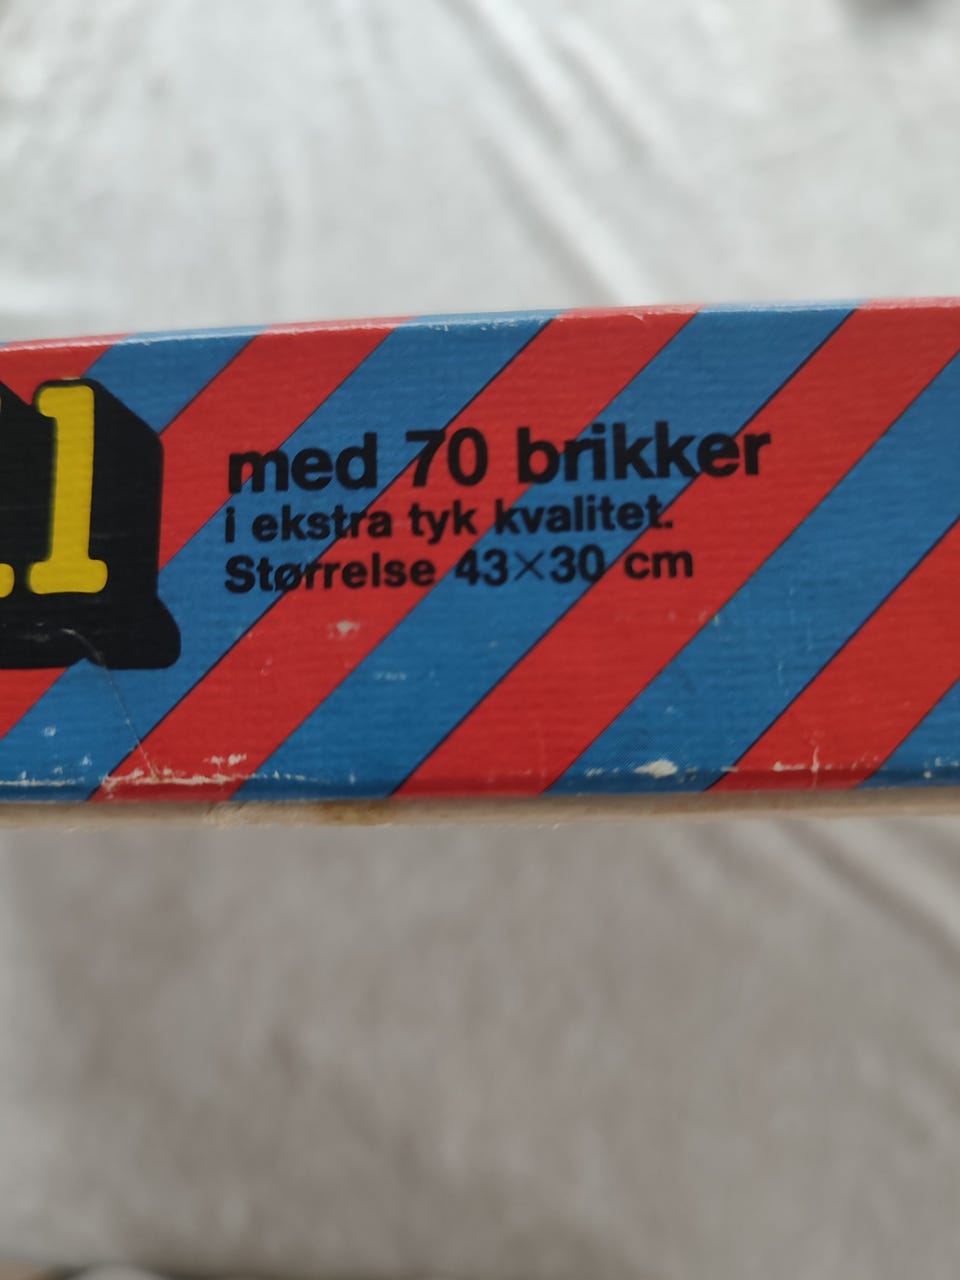 med 70 brikker
i ekstra tyk kvalitet.
Størrelse 43×30 cm